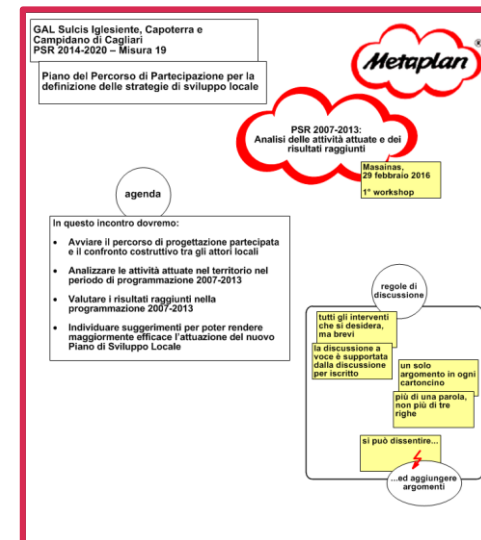 GAL Sulcis Iglesiente, Capoterra e
Campidano di Cagliari
PSR 2014-2020 – Misura 19
Piano del Percorso di Partecipazione per la
definizione delle strategie di sviluppo locale
Metaplan®
PSR 2007-2013:
Analisi delle attività attuate e dei
risultati raggiunti
Masainas,
29 febbraio 2016
1° workshop
agenda
In questo incontro dovremo:
• Avviare il percorso di progettazione partecipata
e il confronto costruttivo tra gli attori locali
• Analizzare le attività attuate nel territorio nel
periodo di programmazione 2007-2013
• Valutare i risultati raggiunti nella
programmazione 2007-2013
• Individuare suggerimenti per poter rendere
maggiormente efficace l'attuazione del nuovo
Piano di Sviluppo Locale
regole di
discussione
tutti gli interventi
che si desidera,
ma brevi
la discussione a
voce è supportata
dalla discussione
per iscritto
un solo
argomento in ogni
cartoncino
più di una parola,
non più di tre
righe
si può dissentire...
...ed aggiungere
argomenti